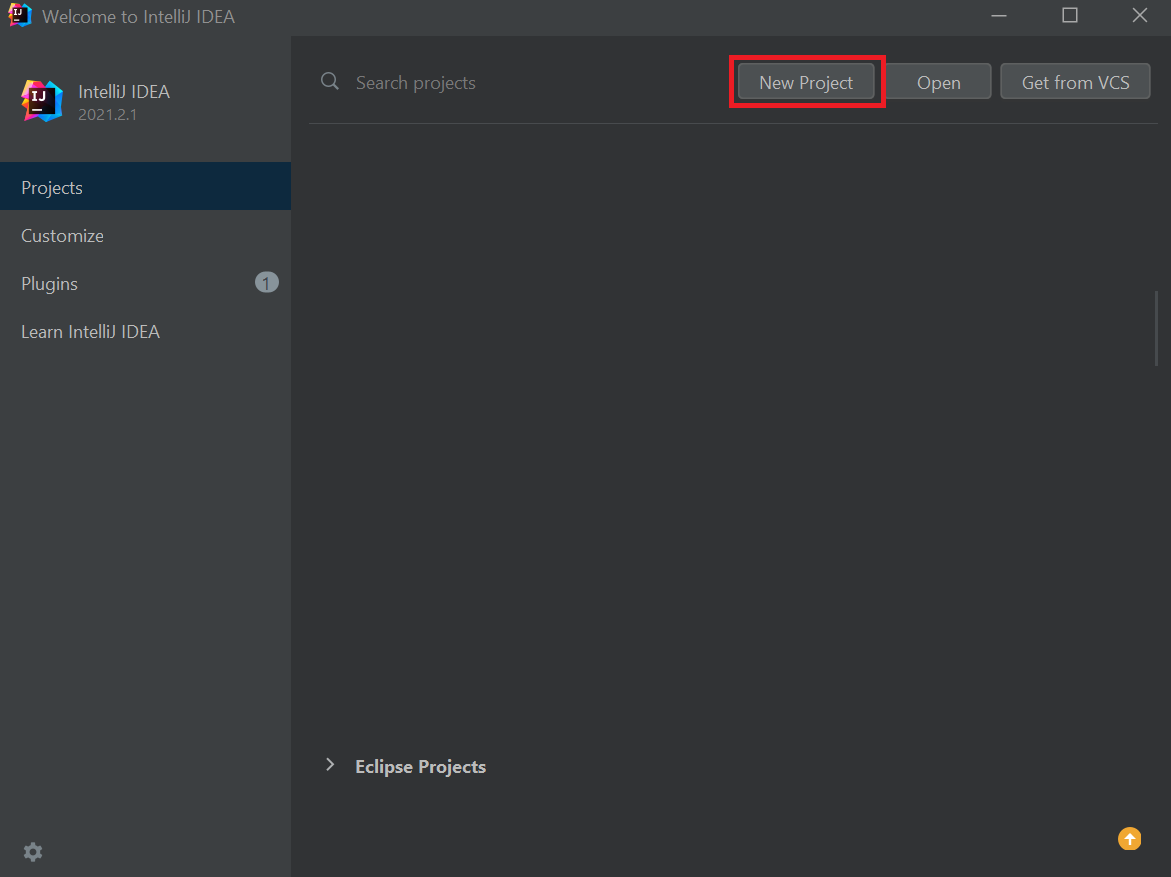 Welcome to IntelliJ IDEA
IJ
IntelliJ IDEA
2021.2.1
Projects
Customize
Plugins
1
Learn IntelliJ IDEA
Search projects
New Project
Open
Get from VCS
Eclipse Projects